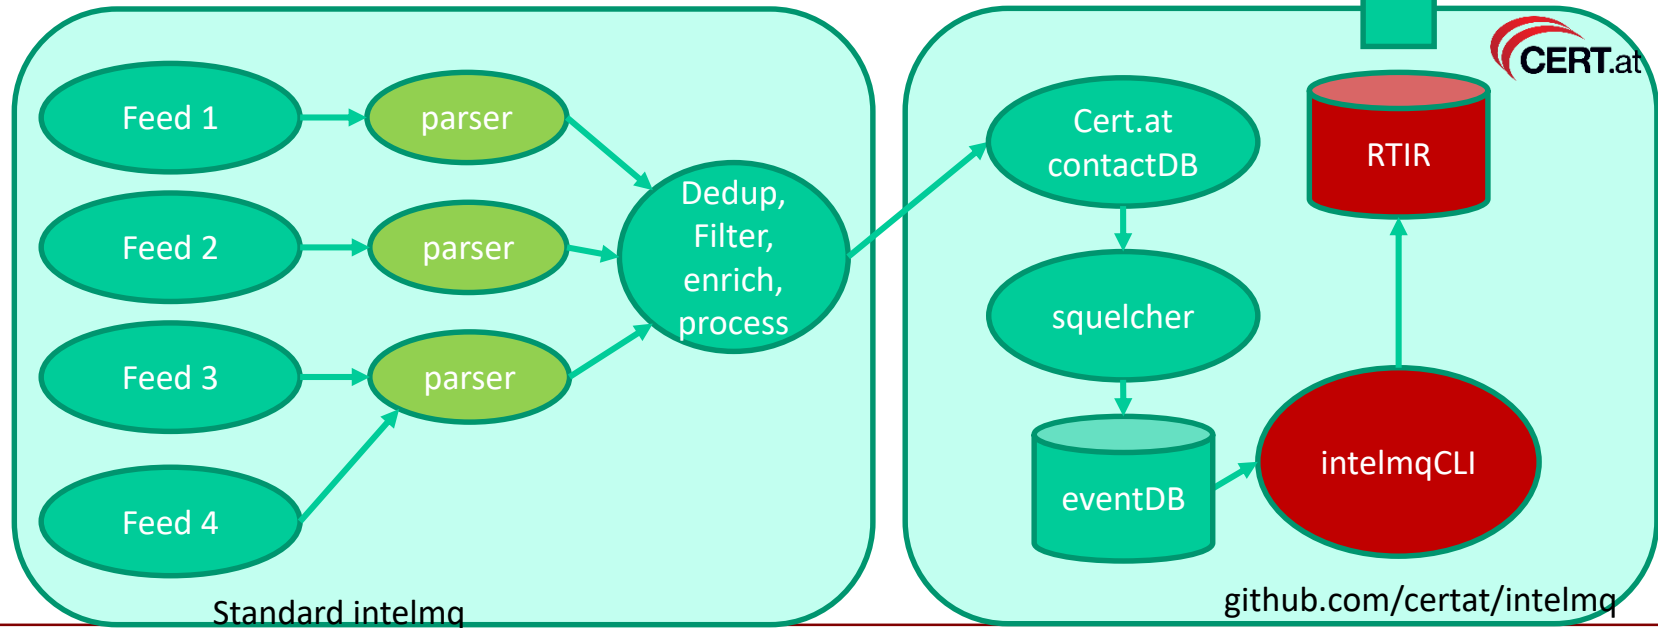 Feed 1
parser
Feed 2
parser
Feed 3
parser
Feed 4
Dedup,
Filter,
enrich,
process
Standard intelmq
CERT.at
Cert.at
contactDB
RTIR
squelcher
eventDB
intelmqCLI
github.com/certat/intelmq